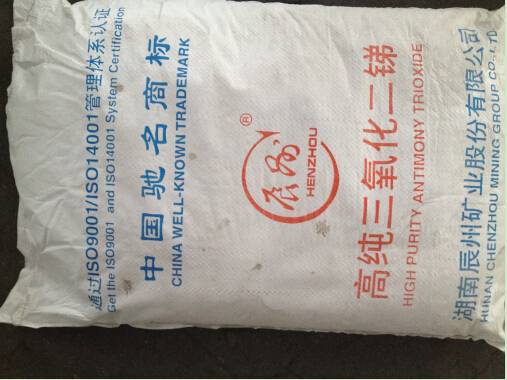 通过ISO9001/ISO14001管理体系认证
Get the ISO9001 and ISO14001 System Certification
中国驰名商标
CHINA WELL-KNOWN TRADEMARK
辰州
®
HENZHOU
高纯三氧化二锑
HIGH PURITY ANTIMONY TRIOXIDE
湖南辰州矿业股份有限公司
HUNAN CHENZHOU MINING GROUP CO.,LTD